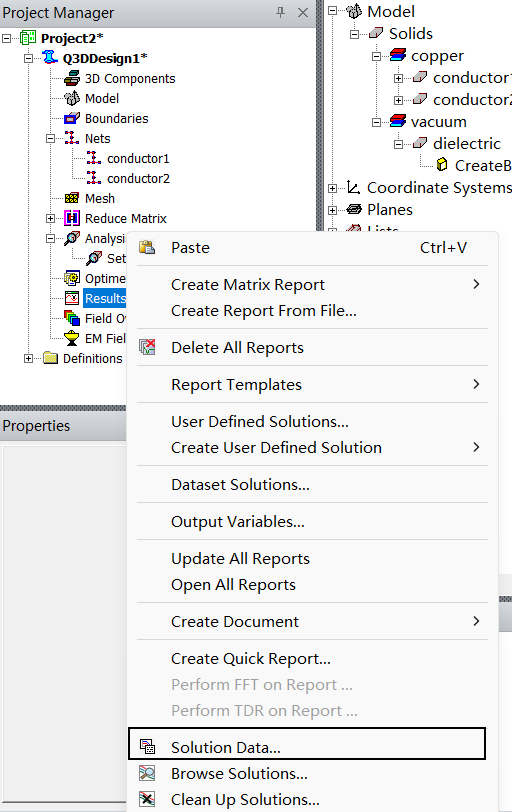 Project Manager
Project2*
Q3DDesign1*
3D Components
Model
Boundaries
Nets
conductor1
conductor2
Mesh
Reduce Matrix
Analysi
Set
Optime
Results
Field O
EM Fiel
Definitions
Properties
Model
Solids
copper
conductor1
conductor2
vacuum
dielectric
CreateB
Coordinate Systems
Planes
Lists
Paste Ctrl+V
Create Matrix Report
Create Report From File...
Delete All Reports
Report Templates
User Defined Solutions...
Create User Defined Solution
Dataset Solutions...
Output Variables...
Update All Reports
Open All Reports
Create Document
Create Quick Report...
Perform FFT on Report ...
Perform TDR on Report ...
Solution Data...
Browse Solutions...
Clean Up Solutions...